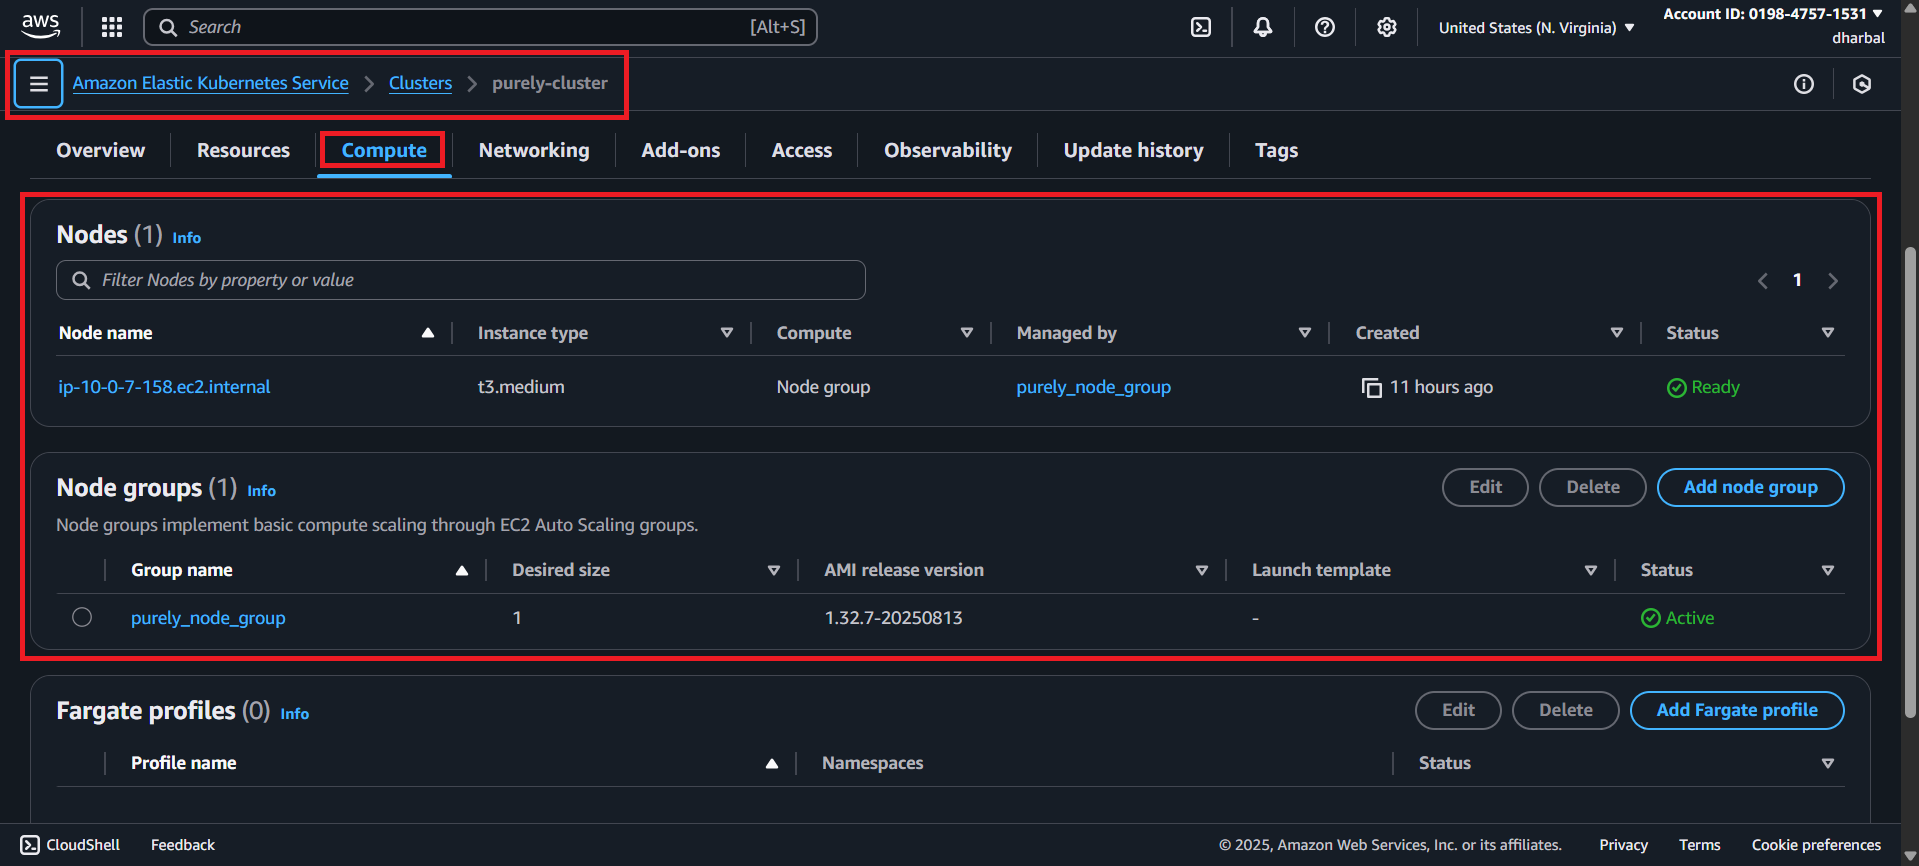 aws
Search [Alt+S]
United States (N. Virginia)
Account ID: 0198-4757-1531
dharbal
Amazon Elastic Kubernetes Service > Clusters > purely-cluster
Overview Resources Compute Networking Add-ons Access Observability Update history Tags
Nodes (1) Info
Filter Nodes by property or value
1
Node name Instance type Compute Managed by Created Status
ip-10-0-7-158.ec2.internal t3.medium Node group purely_node_group 11 hours ago Ready
Node groups (1) Info Edit Delete Add node group
Node groups implement basic compute scaling through EC2 Auto Scaling groups.
Group name Desired size AMI release version Launch template Status
purely_node_group 1 1.32.7-20250813 - Active
Fargate profiles (0) Info Edit Delete Add Fargate profile
Profile name Namespaces Status
CloudShell Feedback © 2025, Amazon Web Services, Inc. or its affiliates. Privacy Terms Cookie preferences